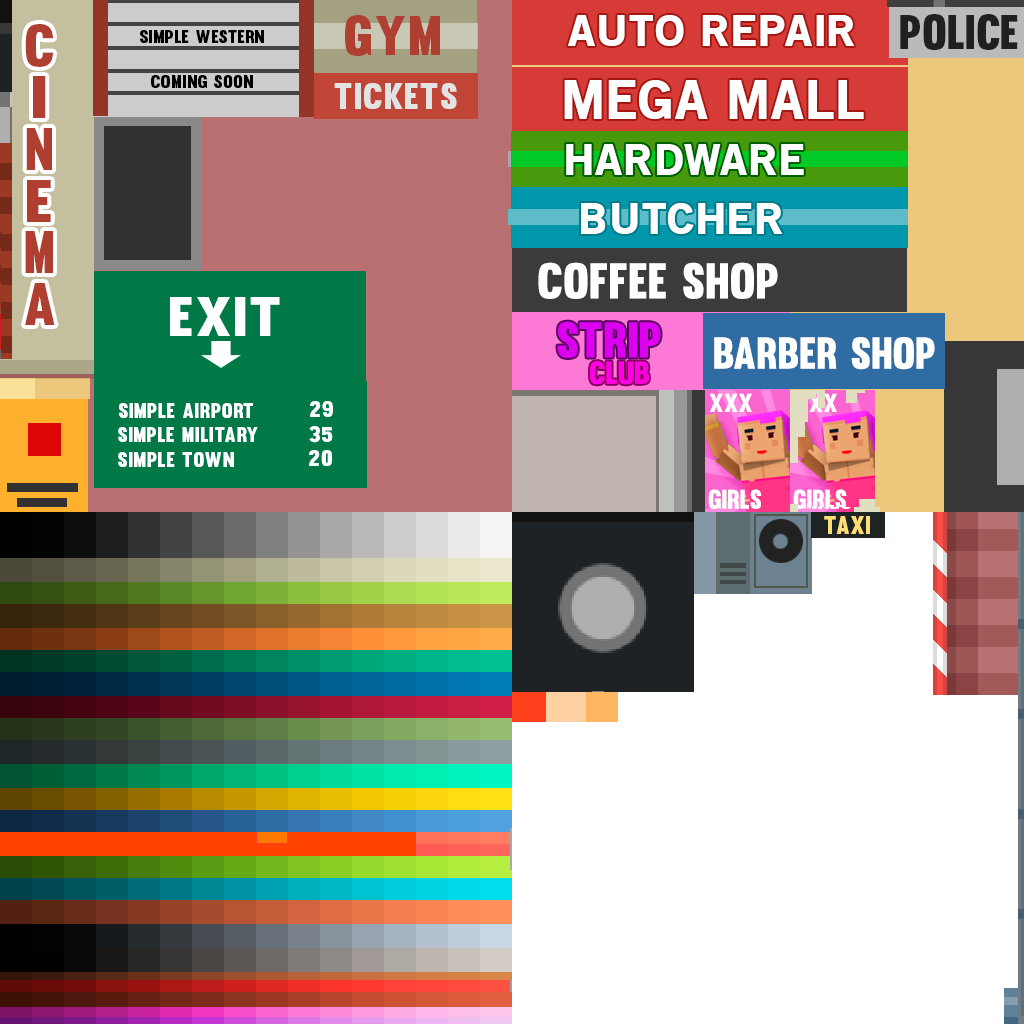 CINEMA
SIMPLE WESTERN
COMING SOON
GYM
TICKETS
EXIT
SIMPLE AIRPORT 29
SIMPLE MILITARY 35
SIMPLE TOWN 20
AUTO REPAIR
POLICE
MEGA MALL
HARDWARE
BUTCHER
COFFEE SHOP
STRIP
CLUB
BARBER SHOP
XXX
GIRLS
XX
GIRLS
TAXI